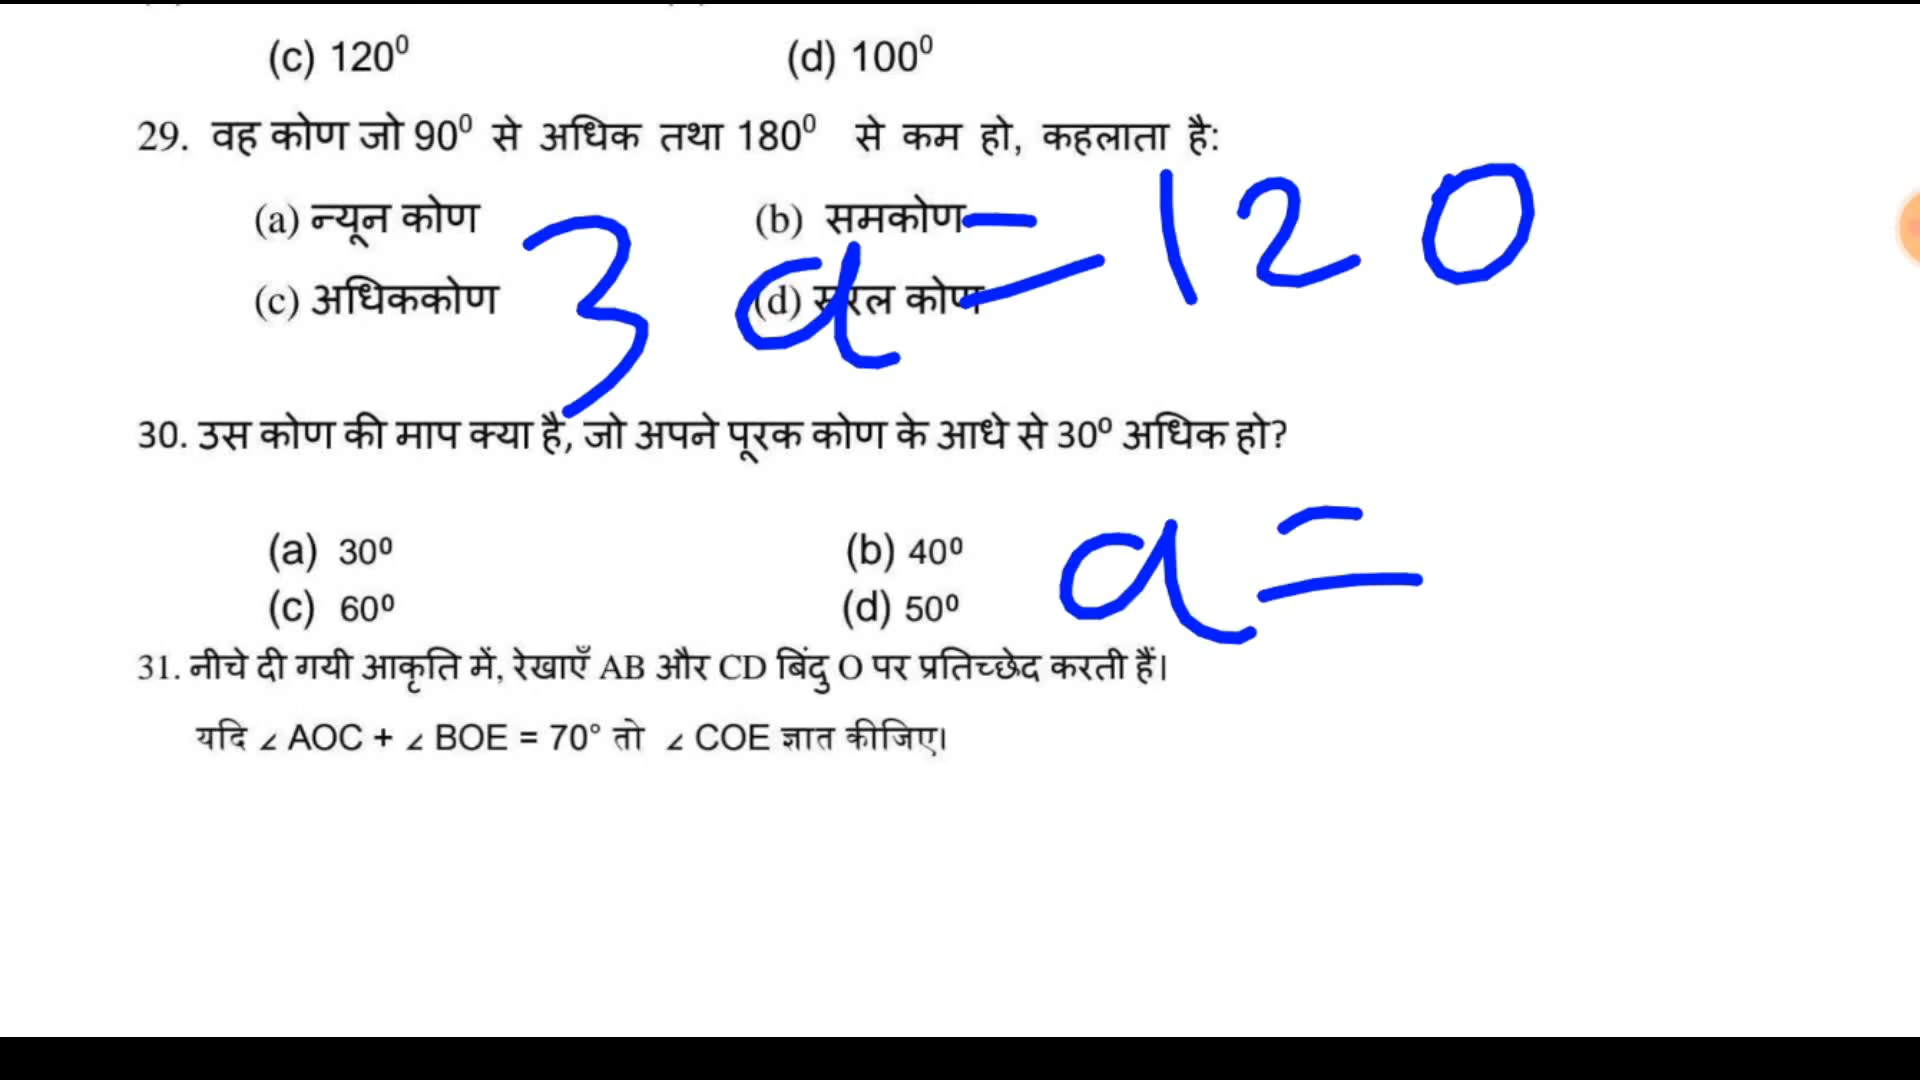 (c) 120⁰ (d) 100⁰
29. वह कोण जो 90⁰ से अधिक तथा 180⁰ से कम हो, कहलाता है:
(a) न्यून कोण (b) समकोण
(c) अधिककोण (d) सरल कोण
3a = 120
30. उस कोण की माप क्या है, जो अपने पूरक कोण के आधे से 30⁰ अधिक हो?
(a) 30⁰ (b) 40⁰
a =
(c) 60⁰ (d) 50⁰
31. नीचे दी गयी आकृति में, रेखाएँ AB और CD बिंदु O पर प्रतिच्छेद करती हैं।
यदि ∠ AOC + ∠ BOE = 70° तो ∠ COE ज्ञात कीजिए।